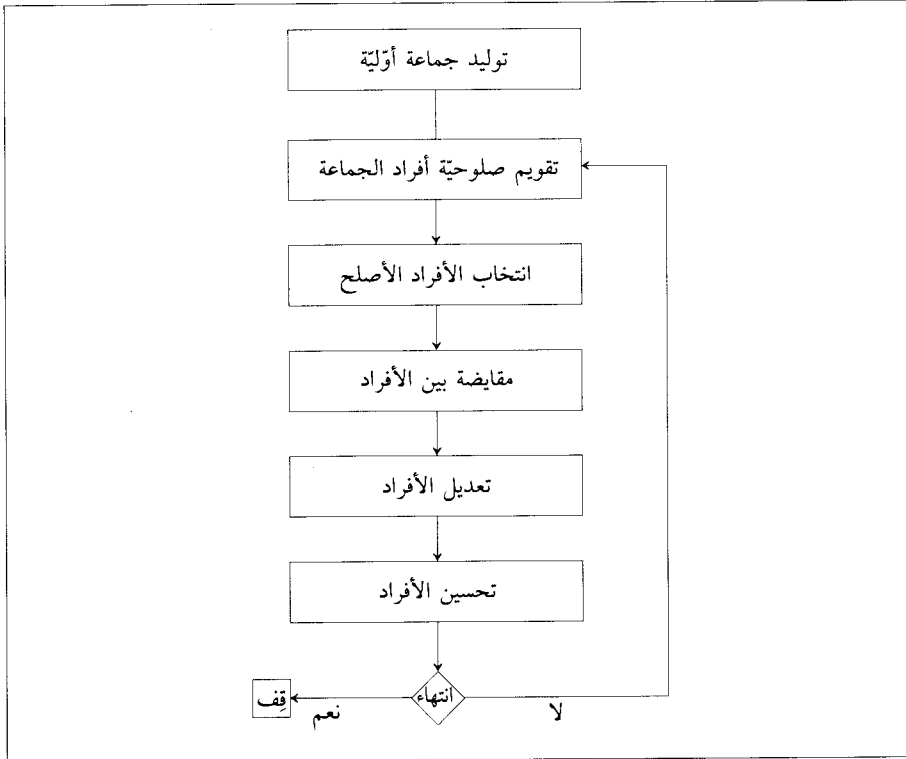 توليد جماعة أوّليّة
تقويم صلوحيّة أفراد الجماعة
انتخاب الأفراد الأصلح
مقايضة بين الأفراد
تعديل الأفراد
تحسين الأفراد
انتهاء
لا
نعم
قِف